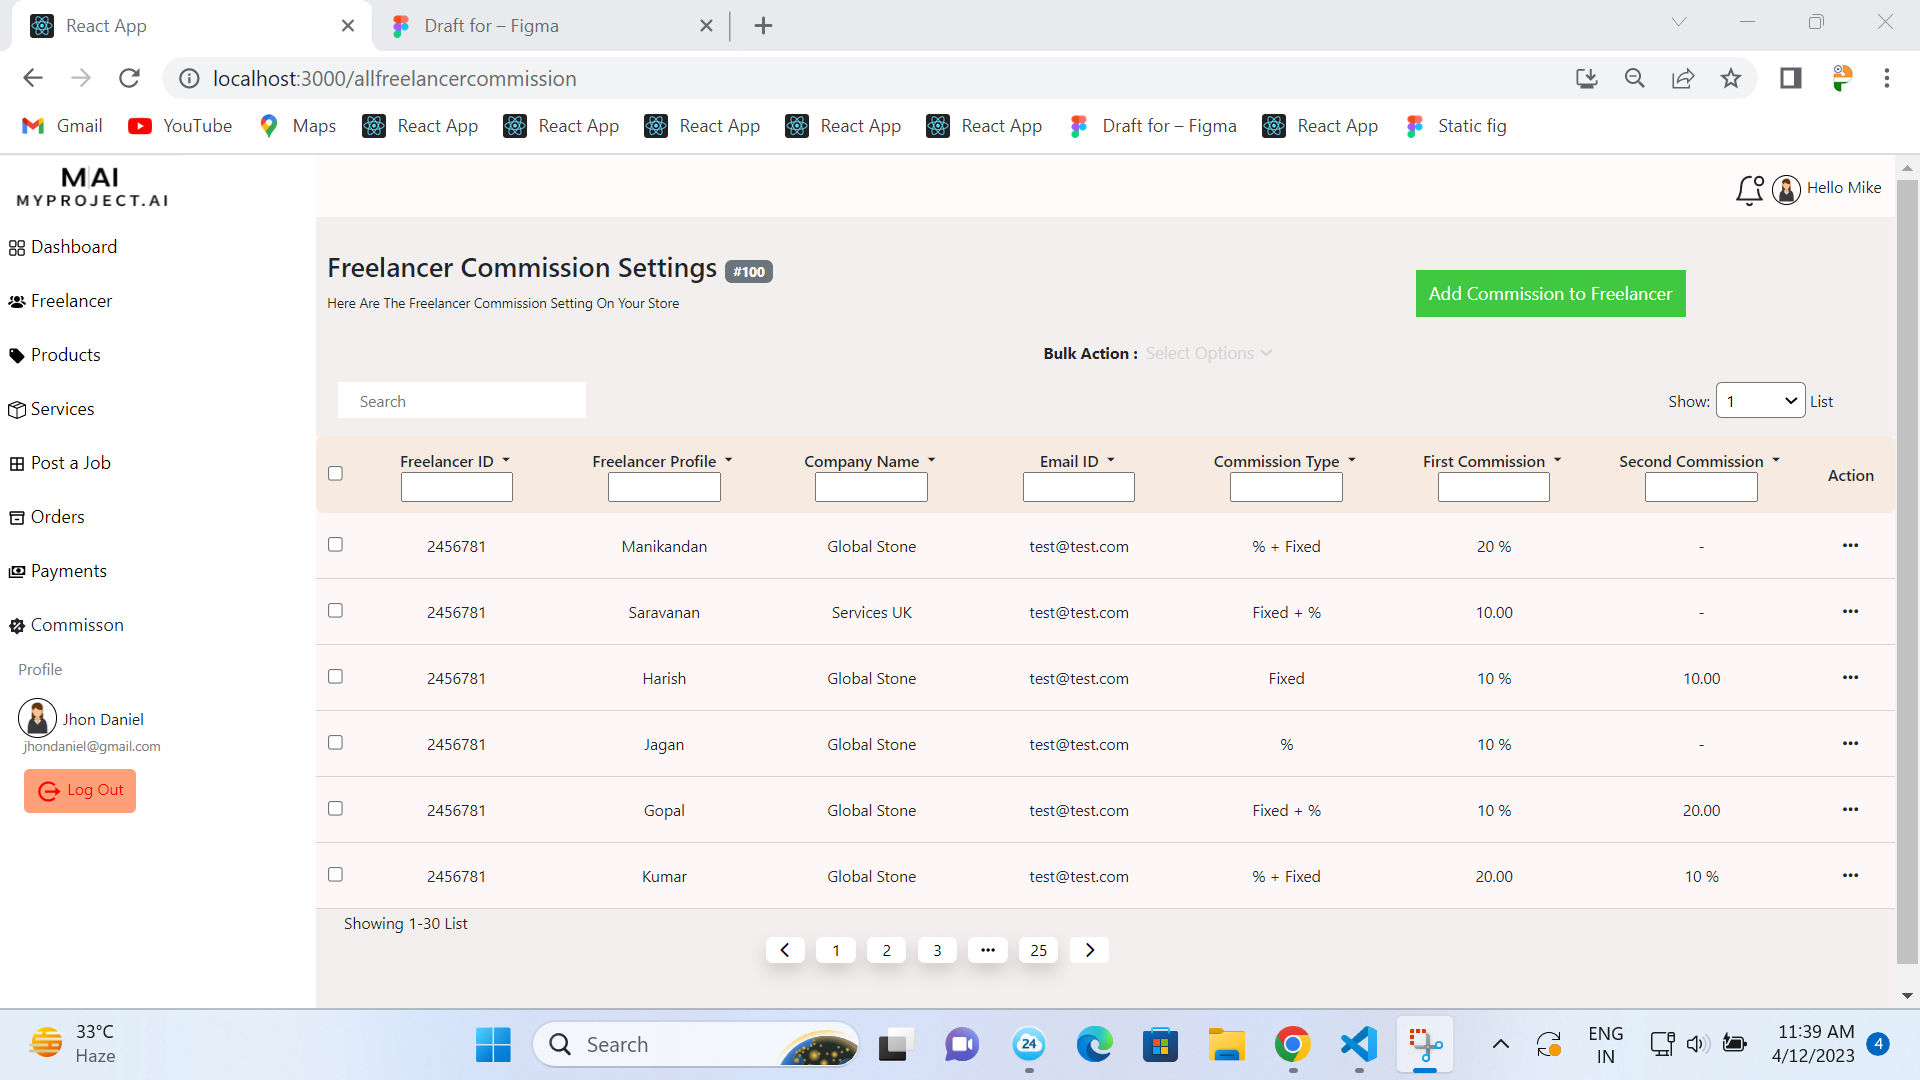 React App
Draft for – Figma
localhost:3000/allfreelancercommission
Gmail YouTube Maps React App React App React App React App React App Draft for – Figma React App Static fig
MAI
MYPROJECT.AI
Hello Mike
Dashboard
Freelancer
Products
Services
Post a Job
Orders
Payments
Commisson
Profile
Jhon Daniel
jhondaniel@gmail.com
Log Out
Freelancer Commission Settings #100
Here Are The Freelancer Commission Setting On Your Store
Add Commission to Freelancer
Bulk Action : Select Options
Search
Show: 1 List
Freelancer ID Freelancer Profile Company Name Email ID Commission Type First Commission Second Commission Action
2456781 Manikandan Global Stone test@test.com % + Fixed 20 % - •••
2456781 Saravanan Services UK test@test.com Fixed + % 10.00 - •••
2456781 Harish Global Stone test@test.com Fixed 10 % 10.00 •••
2456781 Jagan Global Stone test@test.com % 10 % - •••
2456781 Gopal Global Stone test@test.com Fixed + % 10 % 20.00 •••
2456781 Kumar Global Stone test@test.com % + Fixed 20.00 10 % •••
Showing 1-30 List
1 2 3 ••• 25
33°C
Haze
Search
24
ENG
IN
11:39 AM
4/12/2023
4